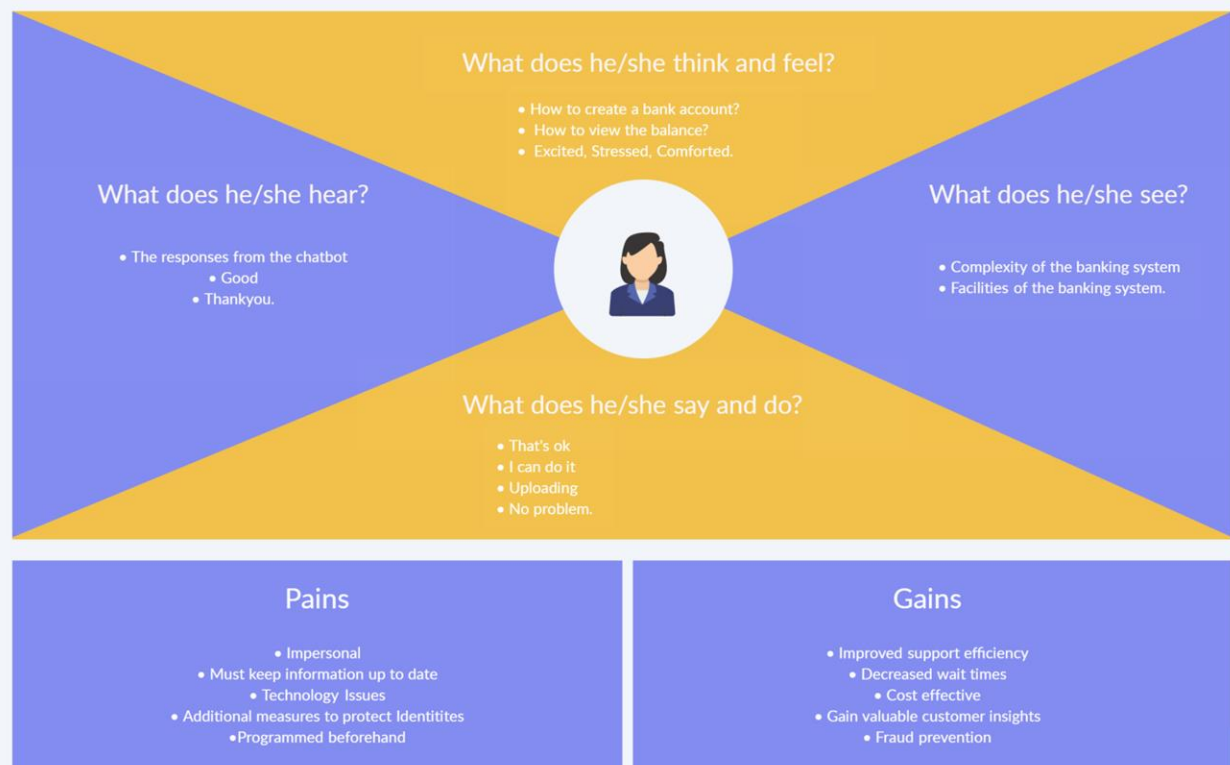 What does he/she think and feel?
• How to create a bank account?
• How to view the balance?
• Excited, Stressed, Comforted.
What does he/she hear?
• The responses from the chatbot
• Good
• Thankyou.
What does he/she see?
• Complexity of the banking system
• Facilities of the banking system.
What does he/she say and do?
• That's ok
• I can do it
• Uploading
• No problem.
Pains
• Impersonal
• Must keep information up to date
• Technology Issues
• Additional measures to protect Identitites
•Programmed beforehand
Gains
• Improved support efficiency
• Decreased wait times
• Cost effective
• Gain valuable customer insights
• Fraud prevention